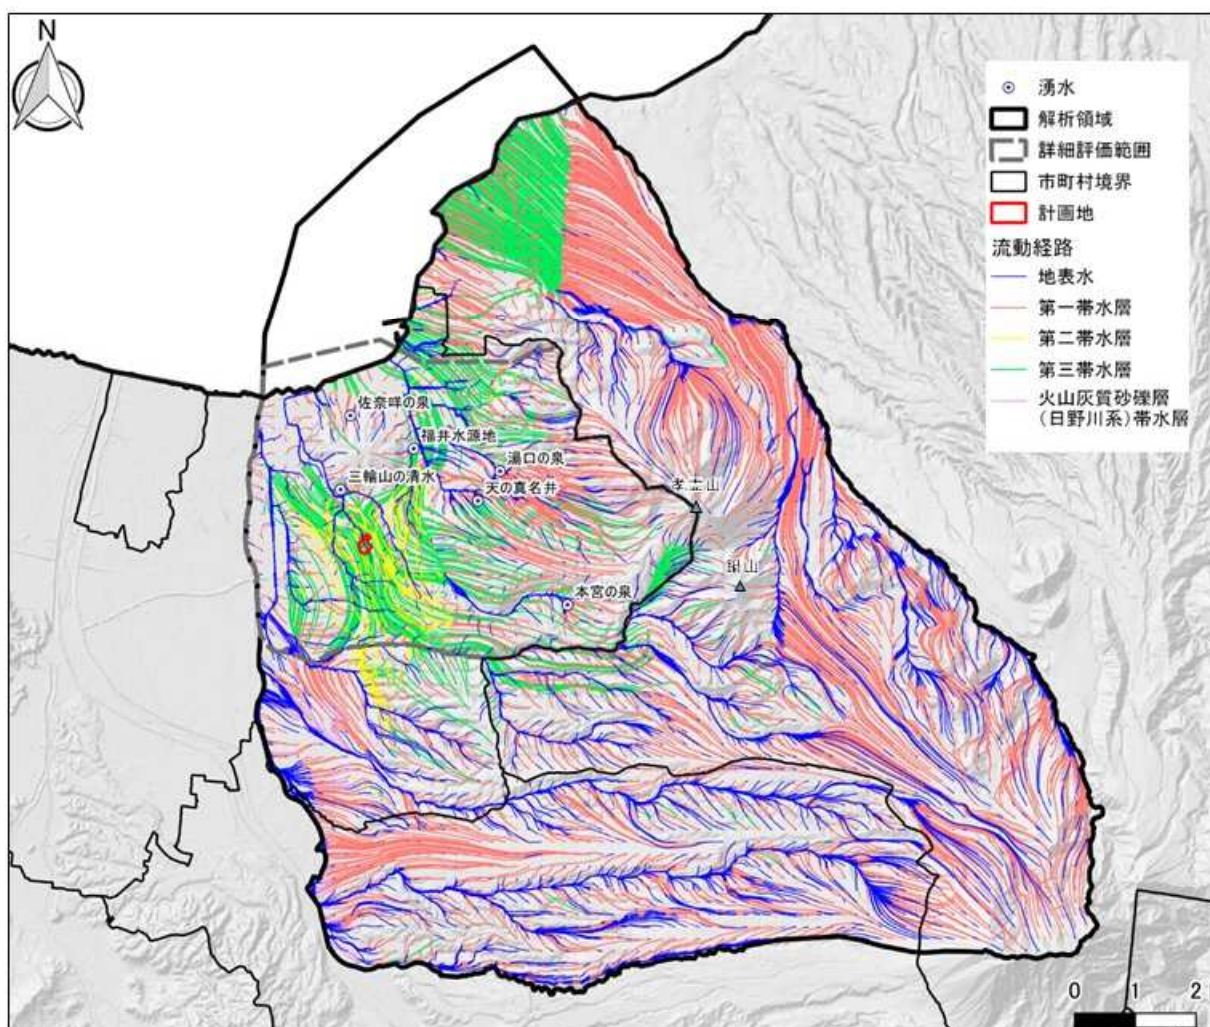 N
湧水
解析領域
詳細評価範囲
市町村境界
計画地
流動経路
地表水
第一帯水層
第二帯水層
第三帯水層
火山灰質砂礫層
(日野川系)帯水層
佐奈咩の泉
福井水源地
湯口の泉
三輪山の清水
天の真名井
孝霊山
鍋山
本宮の泉
0 1 2